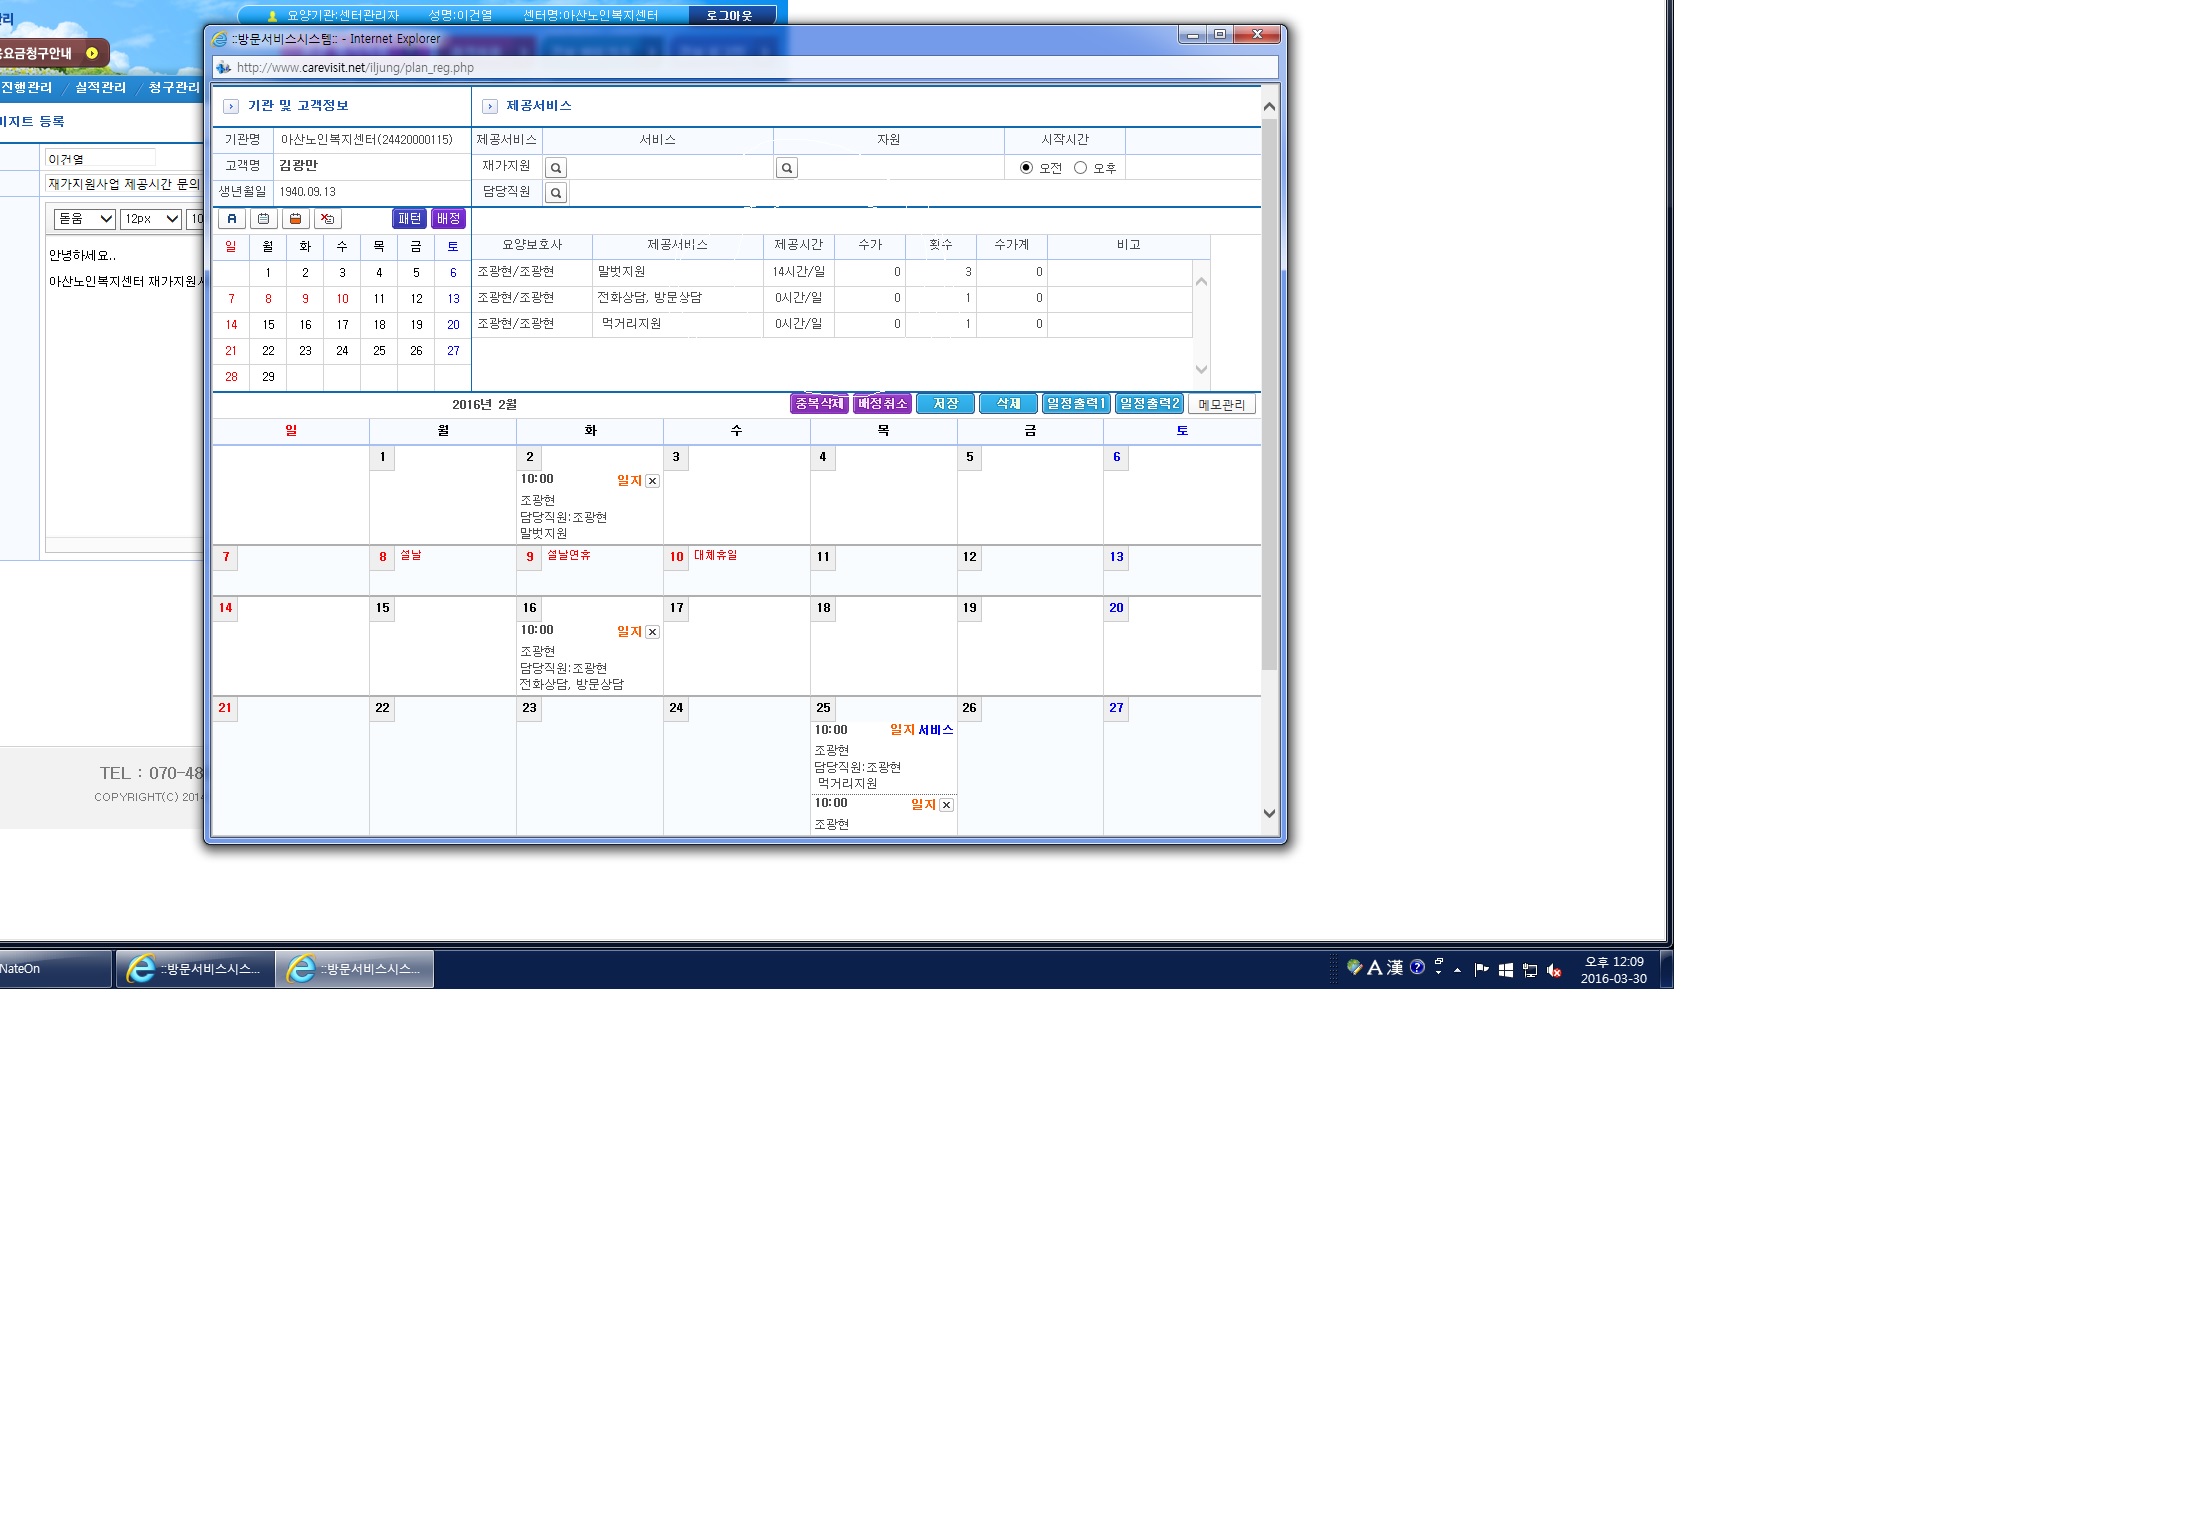 요양기관:센터관리자 성명:이건열 센터명:아산노인복지센터 로그아웃
요금청구안내
진행관리 실적관리 청구관리
등록
이건열
재가지원사업 제공시간 문의
돋움 12px 10
안녕하세요..
아산노인복지센터 재가지원
TEL : 070-48
COPYRIGHT(C) 2014
::방문서비스시스템:: - Internet Explorer
http://www.carevisit.net/iljung/plan_reg.php
기관 및 고객정보 제공서비스
기관명 아산노인복지센터(24420000115) 제공서비스 서비스 자원 시작시간
고객명 김광만 재가지원 오전 오후
생년월일 1940.09.13 담당직원
패턴 배정
일 월 화 수 목 금 토
1 2 3 4 5 6
7 8 9 10 11 12 13
14 15 16 17 18 19 20
21 22 23 24 25 26 27
28 29
요양보호사 제공서비스 제공시간 수가 횟수 수가계 비고
조광현/조광현 말벗지원 14시간/일 0 3 0
조광현/조광현 전화상담, 방문상담 0시간/일 0 1 0
조광현/조광현 먹거리지원 0시간/일 0 1 0
2016년 2월 중복삭제 배정취소 저장 삭제 일정출력1 일정출력2 메모관리
일 월 화 수 목 금 토
1 2 3 4 5 6
10:00 일지
조광현
담당직원:조광현
말벗지원
7 8 설날 9 설날연휴 10 대체휴일 11 12 13
14 15 16 17 18 19 20
10:00 일지
조광현
담당직원:조광현
전화상담, 방문상담
21 22 23 24 25 26 27
10:00 일지 서비스
조광현
담당직원:조광현
먹거리지원
10:00 일지
조광현
NateOn ::방문서비스시스... ::방문서비스시스... A 漢 오후 12:09
2016-03-30